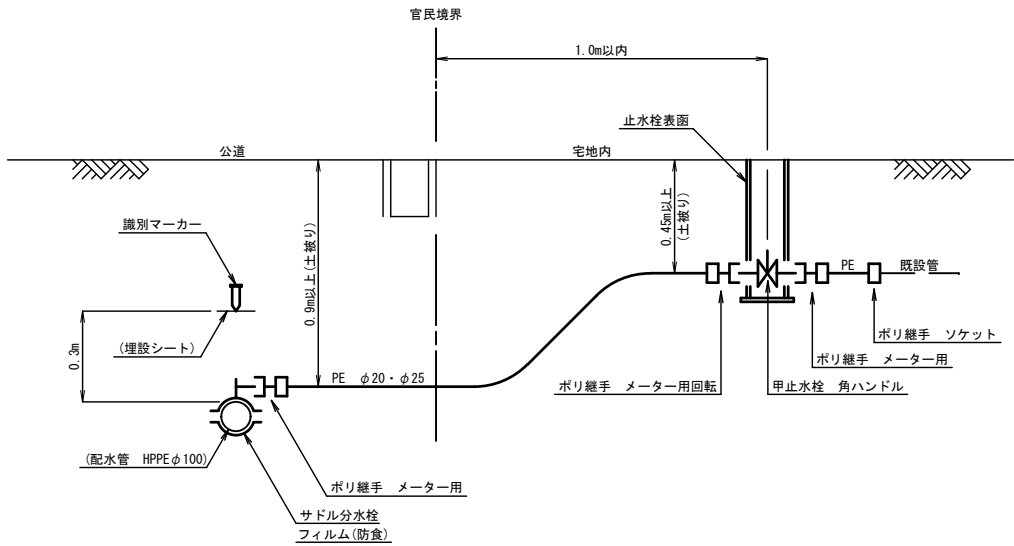 官民境界
1.0m以内
止水栓表函
公道
宅地内
0.9m以上(土被り)
0.45m以上
(土被り)
識別マーカー
0.3m
(埋設シート)
PE　φ20・φ25
PE
既設管
ポリ継手　ソケット
ポリ継手　メーター用
ポリ継手　メーター用回転
甲止水栓　角ハンドル
(配水管　HPPEφ100)
ポリ継手　メーター用
サドル分水栓
フィルム(防食)